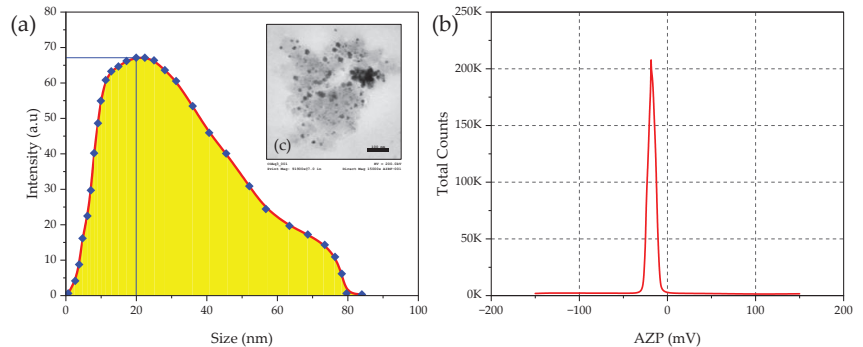 (a)
80
70
60
50
40
30
20
10
0
Intensity (a.u)
0 20 40 60 80 100
Size (nm)
(c)
(b)
250K
200K
150K
100K
50K
0K
Total Counts
−200 −100 0 100 200
AZP (mV)